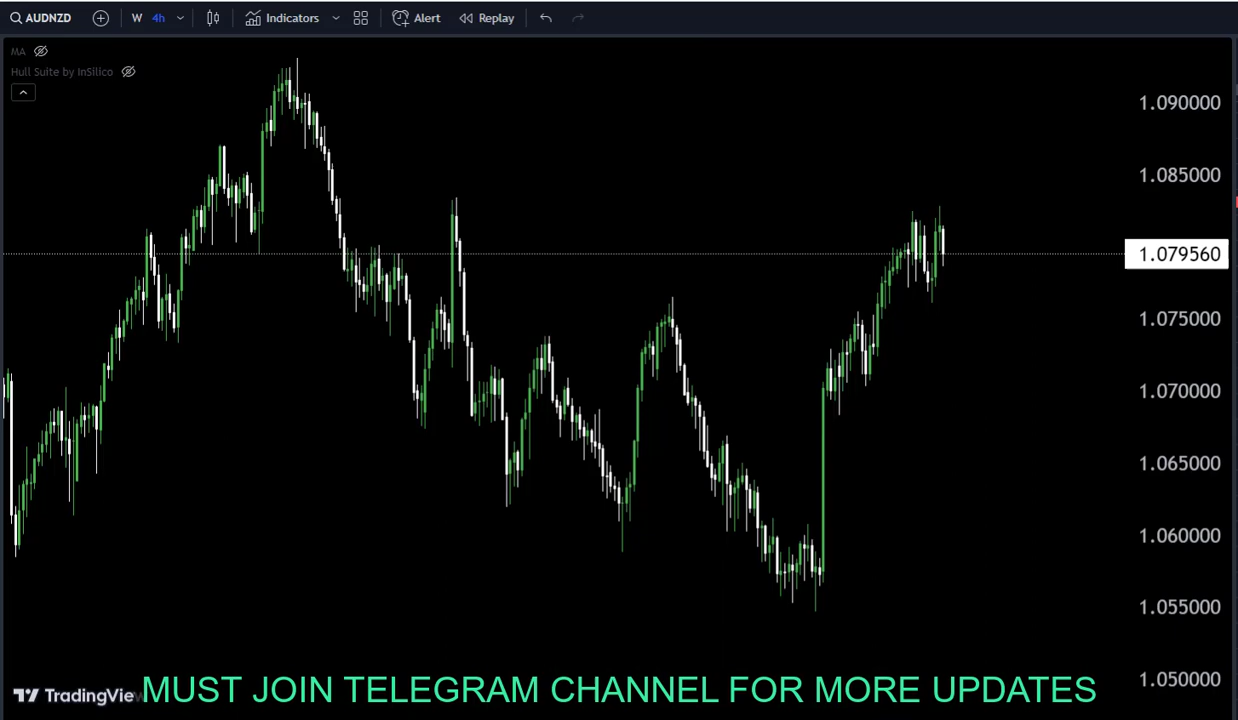 AUDNZD W 4h Indicators Alert Replay
MA
Hull Suite by InSilico
1.090000
1.085000
1.079560
1.075000
1.070000
1.065000
1.060000
1.055000
1.050000
TradingView MUST JOIN TELEGRAM CHANNEL FOR MORE UPDATES